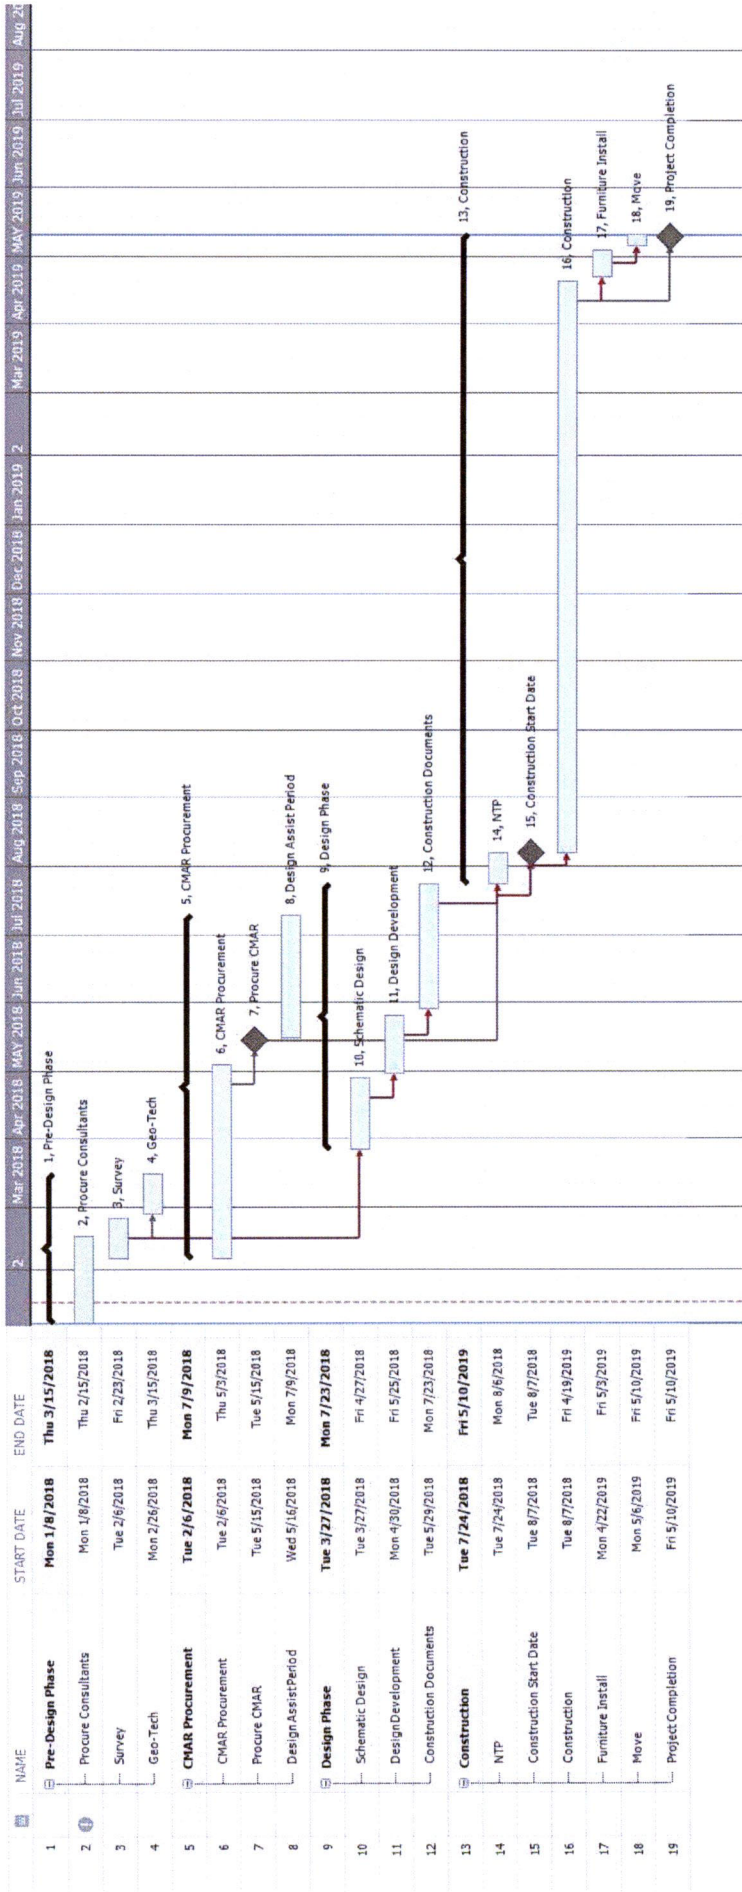 NAME START DATE END DATE 2 Mar 2018 Apr 2018 MAY 2018 Jun 2018 Jul 2018 Aug 2018 Sep 2018 Oct 2018 Nov 2018 Dec 2018 Jan 2019 2 Mar 2019 Apr 2019 MAY 2019 Jun 2019 Jul 2019 Aug 20
1 Pre-Design Phase Mon 1/8/2018 Thu 3/15/2018 1, Pre-Design Phase
2 Procure Consultants Mon 1/8/2018 Thu 2/15/2018 2, Procure Consultants
3 Survey Tue 2/6/2018 Fri 2/23/2018 3, Survey
4 Geo-Tech Mon 2/26/2018 Thu 3/15/2018 4, Geo-Tech
5 CMAR Procurement Tue 2/6/2018 Mon 7/9/2018 5, CMAR Procurement
6 CMAR Procurement Tue 2/6/2018 Thu 5/3/2018 6, CMAR Procurement
7 Procure CMAR Tue 5/15/2018 Tue 5/15/2018 7, Procure CMAR
8 Design Assist Period Wed 5/16/2018 Mon 7/9/2018 8, Design Assist Period
9 Design Phase Tue 3/27/2018 Mon 7/23/2018 9, Design Phase
10 Schematic Design Tue 3/27/2018 Fri 4/27/2018 10, Schematic Design
11 Design Development Mon 4/30/2018 Fri 5/25/2018 11, Design Development
12 Construction Documents Tue 5/29/2018 Mon 7/23/2018 12, Construction Documents
13 Construction Tue 7/24/2018 Fri 5/10/2019 13, Construction
14 NTP Tue 7/24/2018 Mon 8/6/2018 14, NTP
15 Construction Start Date Tue 8/7/2018 Tue 8/7/2018 15, Construction Start Date
16 Construction Tue 8/7/2018 Fri 4/19/2019 16, Construction
17 Furniture Install Mon 4/22/2019 Fri 5/3/2019 17, Furniture Install
18 Move Mon 5/6/2019 Fri 5/10/2019 18, Move
19 Project Completion Fri 5/10/2019 Fri 5/10/2019 19, Project Completion